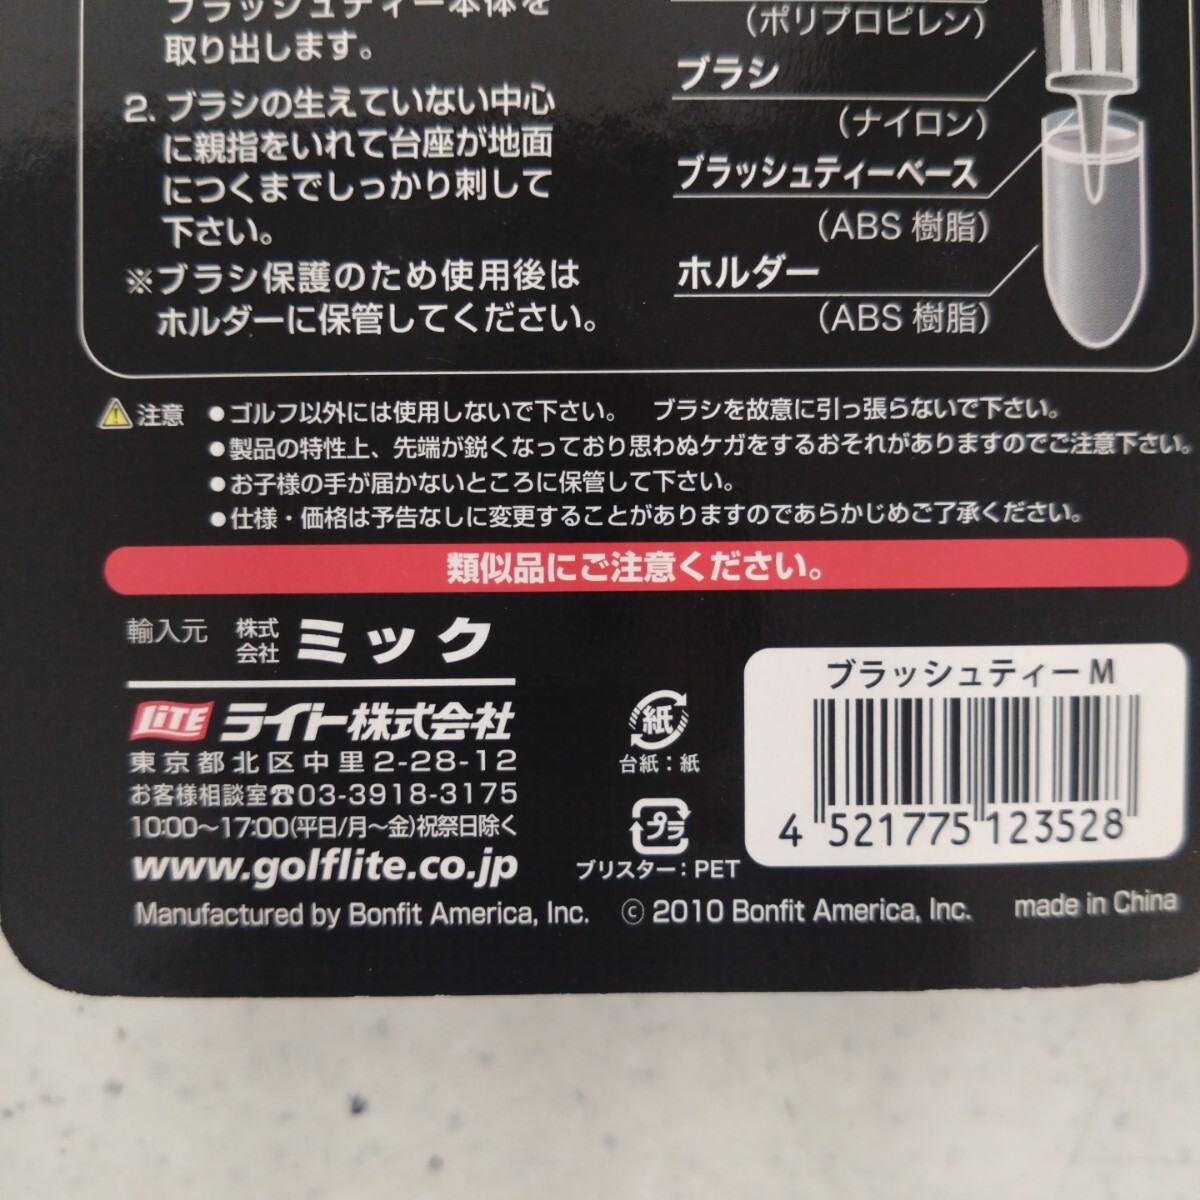 ブラッシュティー本体を
取り出します。
2. ブラシの生えていない中心
に親指をいれて台座が地面
につくまでしっかり刺して
下さい。
※ブラシ保護のため使用後は
ホルダーに保管してください。
(ポリプロピレン)
ブラシ
(ナイロン)
ブラッシュティーベース
(ABS 樹脂)
ホルダー
(ABS 樹脂)
注意 ●ゴルフ以外には使用しないで下さい。 ブラシを故意に引っ張らないで下さい。
●製品の特性上、先端が鋭くなっており思わぬケガをするおそれがありますのでご注意下さい。
●お子様の手が届かないところに保管して下さい。
●仕様・価格は予告なしに変更することがありますのであらかじめご了承ください。
類似品にご注意ください。
輸入元 株式会社 ミック
LITE ライト株式会社
東京都北区中里2-28-12
お客様相談室☎03-3918-3175
10:00〜17:00(平日/月〜金)祝祭日除く
www.golflite.co.jp
紙
台紙：紙
プラ
ブリスター：PET
ブラッシュティー M
4 521775 123528
Manufactured by Bonfit America, Inc. © 2010 Bonfit America, Inc. made in China